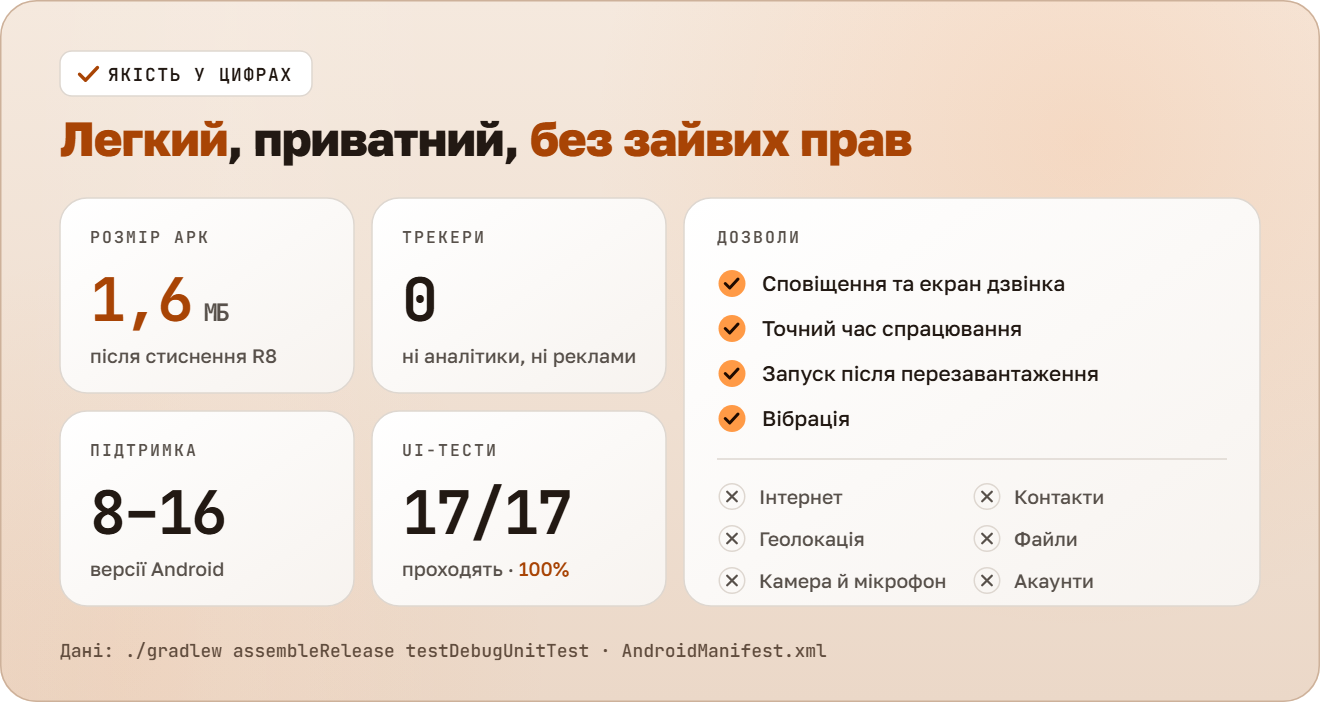 ЯКІСТЬ У ЦИФРАХ
Легкий, приватний, без зайвих прав
РОЗМІР APK
1,6 МБ
після стиснення R8
ТРЕКЕРИ
0
ні аналітики, ні реклами
ПІДТРИМКА
8–16
версії Android
UI-ТЕСТИ
17/17
проходять · 100%
ДОЗВОЛИ
Сповіщення та екран дзвінка
Точний час спрацювання
Запуск після перезавантаження
Вібрація
Інтернет
Контакти
Геолокація
Файли
Камера й мікрофон
Акаунти
Дані: ./gradlew assembleRelease testDebugUnitTest · AndroidManifest.xml